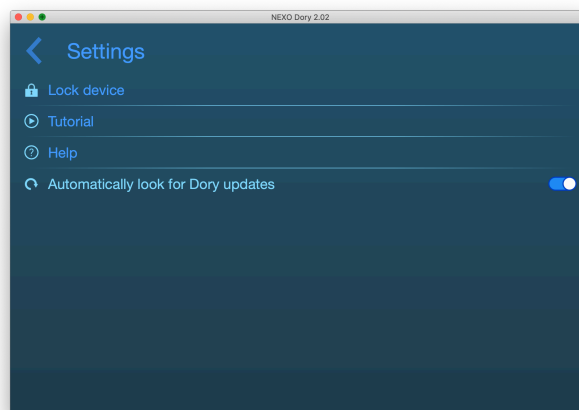 NEXO Dory 2.02
Settings
Lock device
Tutorial
Help
Automatically look for Dory updates